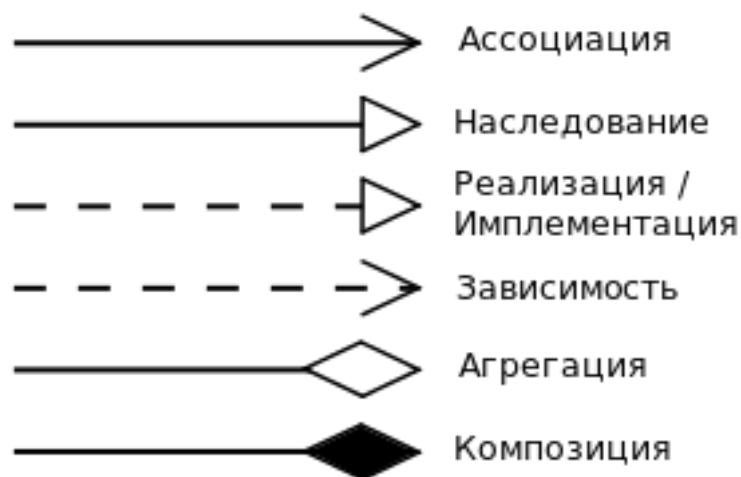 Ассоциация
Наследование
Реализация /
Имплементация
Зависимость
Агрегация
Композиция